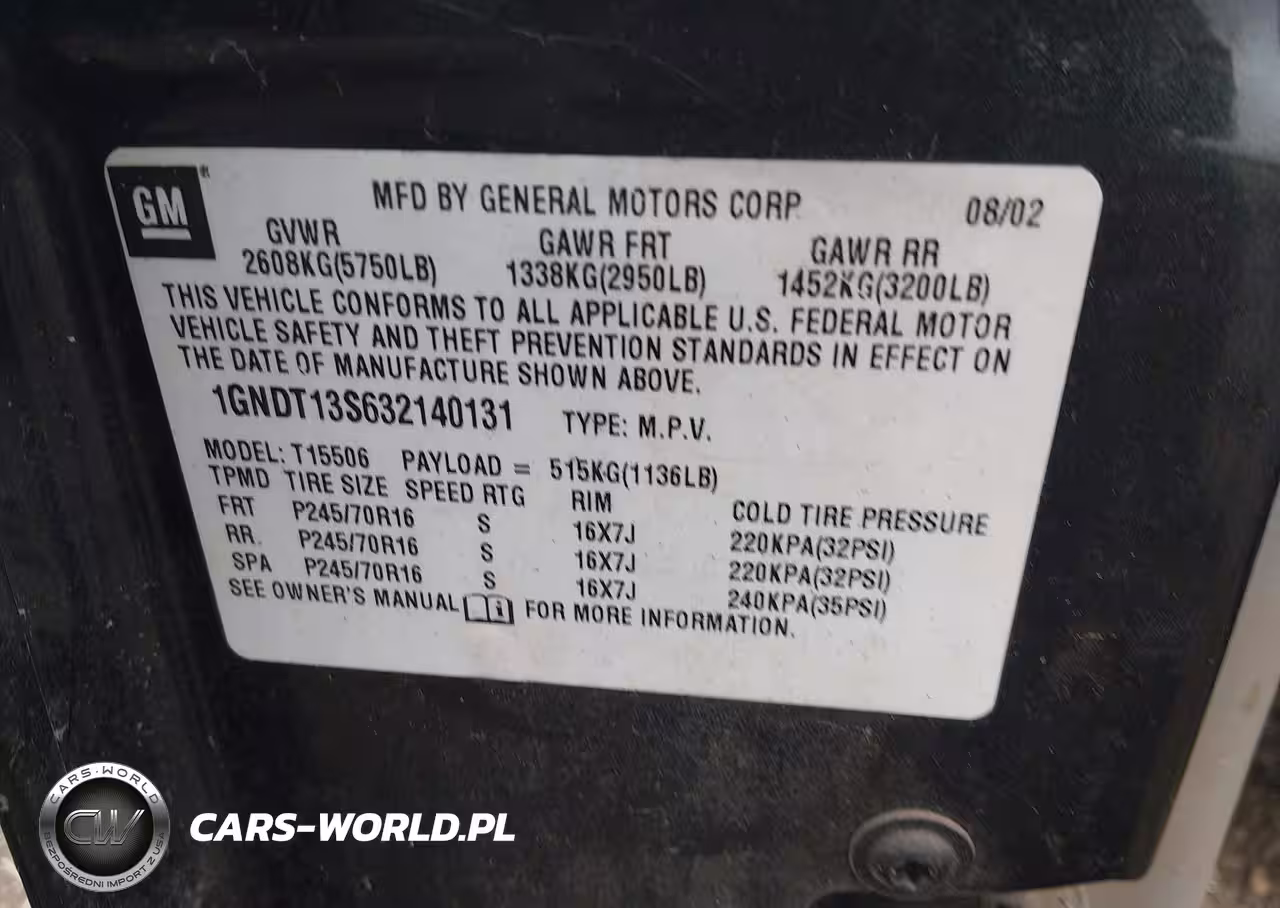 GM
MFD BY GENERAL MOTORS CORP. 08/02
GVWR GAWR FRT GAWR RR
2608KG(5750LB) 1338KG(2950LB) 1452KG(3200LB)
THIS VEHICLE CONFORMS TO ALL APPLICABLE U.S. FEDERAL MOTOR
VEHICLE SAFETY AND THEFT PREVENTION STANDARDS IN EFFECT ON
THE DATE OF MANUFACTURE SHOWN ABOVE.
1GNDT13S632140131 TYPE: M.P.V.
MODEL: T15506 PAYLOAD = 515KG(1136LB)
TPMD TIRE SIZE SPEED RTG RIM COLD TIRE PRESSURE
FRT P245/70R16 S 16X7J 220KPA(32PSI)
RR. P245/70R16 S 16X7J 220KPA(32PSI)
SPA P245/70R16 S 16X7J 240KPA(35PSI)
SEE OWNER'S MANUAL i FOR MORE INFORMATION.
CARS-WORLD
CW
BEZPOŚREDNI IMPORT Z USA
CARS-WORLD.PL